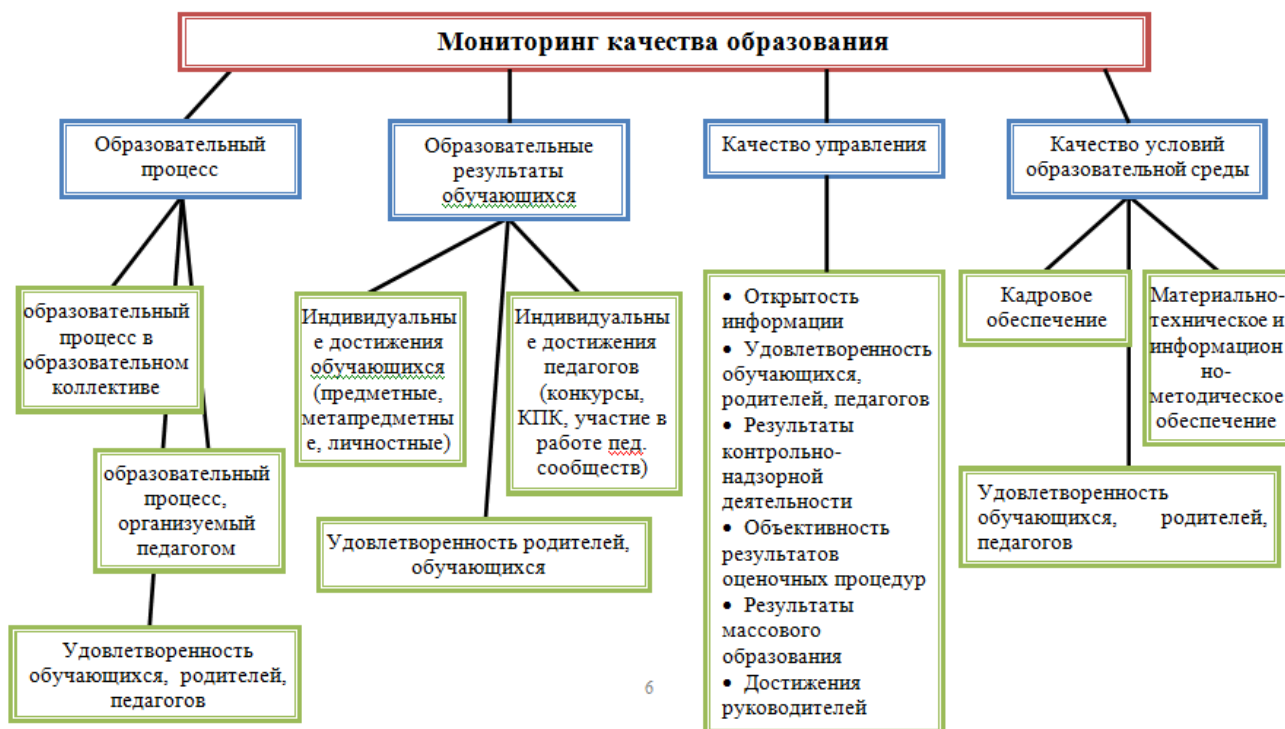 Мониторинг качества образования
Образовательный
процесс
Образовательные
результаты
обучающихся
Качество управления
Качество условий
образовательной среды
образовательный
процесс в
образовательном
коллективе
образовательный
процесс,
организуемый
педагогом
Удовлетворенность
обучающихся, родителей,
педагогов
Индивидуальны
е достижения
обучающихся
(предметные,
метапредметны
е, личностные)
Индивидуальны
е достижения
педагогов
(конкурсы,
КПК, участие в
работе пед.
сообществ)
Удовлетворенность родителей,
обучающихся
• Открытость
информации
• Удовлетворенность
обучающихся,
родителей, педагогов
• Результаты
контрольно-
надзорной
деятельности
• Объективность
результатов
оценочных процедур
• Результаты
массового
образования
• Достижения
руководителей
Кадровое
обеспечение
Материально-
техническое и
информацион
но-
методическое
обеспечение
Удовлетворенность
обучающихся, родителей,
педагогов
6